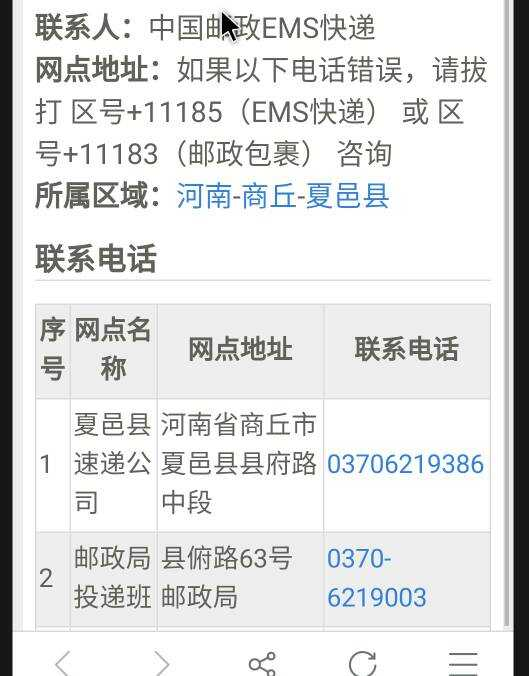 联系人：中国邮政EMS快递
网点地址：如果以下电话错误，请拔
打 区号+11185（EMS快递） 或 区
号+11183（邮政包裹） 咨询
所属区域：河南-商丘-夏邑县
联系电话
序号 网点名称 网点地址 联系电话
1 夏邑县速递公司 河南省商丘市夏邑县县府路中段 03706219386
2 邮政局投递班 县俯路63号邮政局 0370-6219003